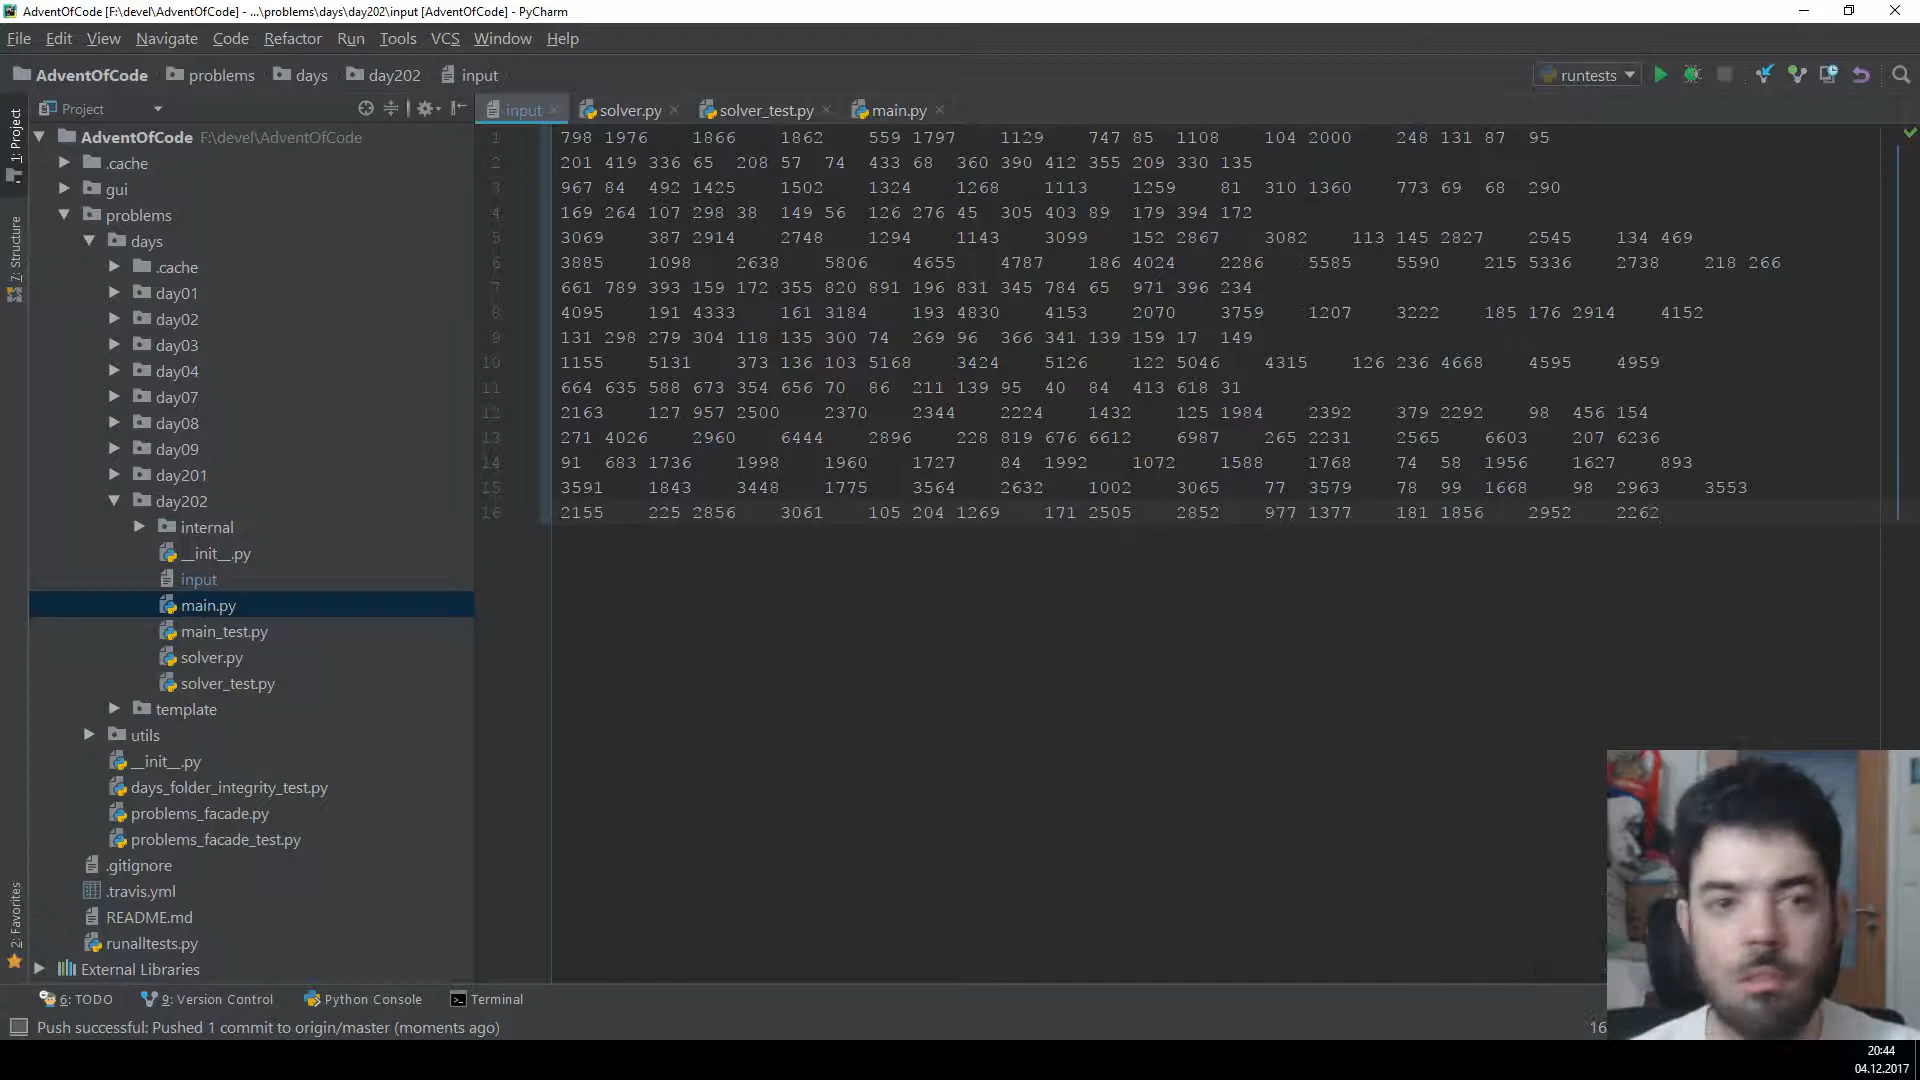 AdventOfCode [F:\devel\AdventOfCode] - ...\problems\days\day202\input [AdventOfCode] - PyCharm
File Edit View Navigate Code Refactor Run Tools VCS Window Help
AdventOfCode problems days day202 input runtests
Project input solver.py solver_test.py main.py
1: Project
7: Structure
2: Favorites
AdventOfCode F:\devel\AdventOfCode
.cache
gui
problems
days
.cache
day01
day02
day03
day04
day07
day08
day09
day201
day202
internal
__init__.py
input
main.py
main_test.py
solver.py
solver_test.py
template
utils
__init__.py
days_folder_integrity_test.py
problems_facade.py
problems_facade_test.py
.gitignore
.travis.yml
README.md
runalltests.py
External Libraries
1 798 1976 1866 1862 559 1797 1129 747 85 1108 104 2000 248 131 87 95
2 201 419 336 65 208 57 74 433 68 360 390 412 355 209 330 135
3 967 84 492 1425 1502 1324 1268 1113 1259 81 310 1360 773 69 68 290
4 169 264 107 298 38 149 56 126 276 45 305 403 89 179 394 172
5 3069 387 2914 2748 1294 1143 3099 152 2867 3082 113 145 2827 2545 134 469
6 3885 1098 2638 5806 4655 4787 186 4024 2286 5585 5590 215 5336 2738 218 266
7 661 789 393 159 172 355 820 891 196 831 345 784 65 971 396 234
8 4095 191 4333 161 3184 193 4830 4153 2070 3759 1207 3222 185 176 2914 4152
9 131 298 279 304 118 135 300 74 269 96 366 341 139 159 17 149
10 1155 5131 373 136 103 5168 3424 5126 122 5046 4315 126 236 4668 4595 4959
11 664 635 588 673 354 656 70 86 211 139 95 40 84 413 618 31
12 2163 127 957 2500 2370 2344 2224 1432 125 1984 2392 379 2292 98 456 154
13 271 4026 2960 6444 2896 228 819 676 6612 6987 265 2231 2565 6603 207 6236
14 91 683 1736 1998 1960 1727 84 1992 1072 1588 1768 74 58 1956 1627 893
15 3591 1843 3448 1775 3564 2632 1002 3065 77 3579 78 99 1668 98 2963 3553
16 2155 225 2856 3061 105 204 1269 171 2505 2852 977 1377 181 1856 2952 2262
6: TODO 9: Version Control Python Console Terminal
Push successful: Pushed 1 commit to origin/master (moments ago) 16
20:44
04.12.2017